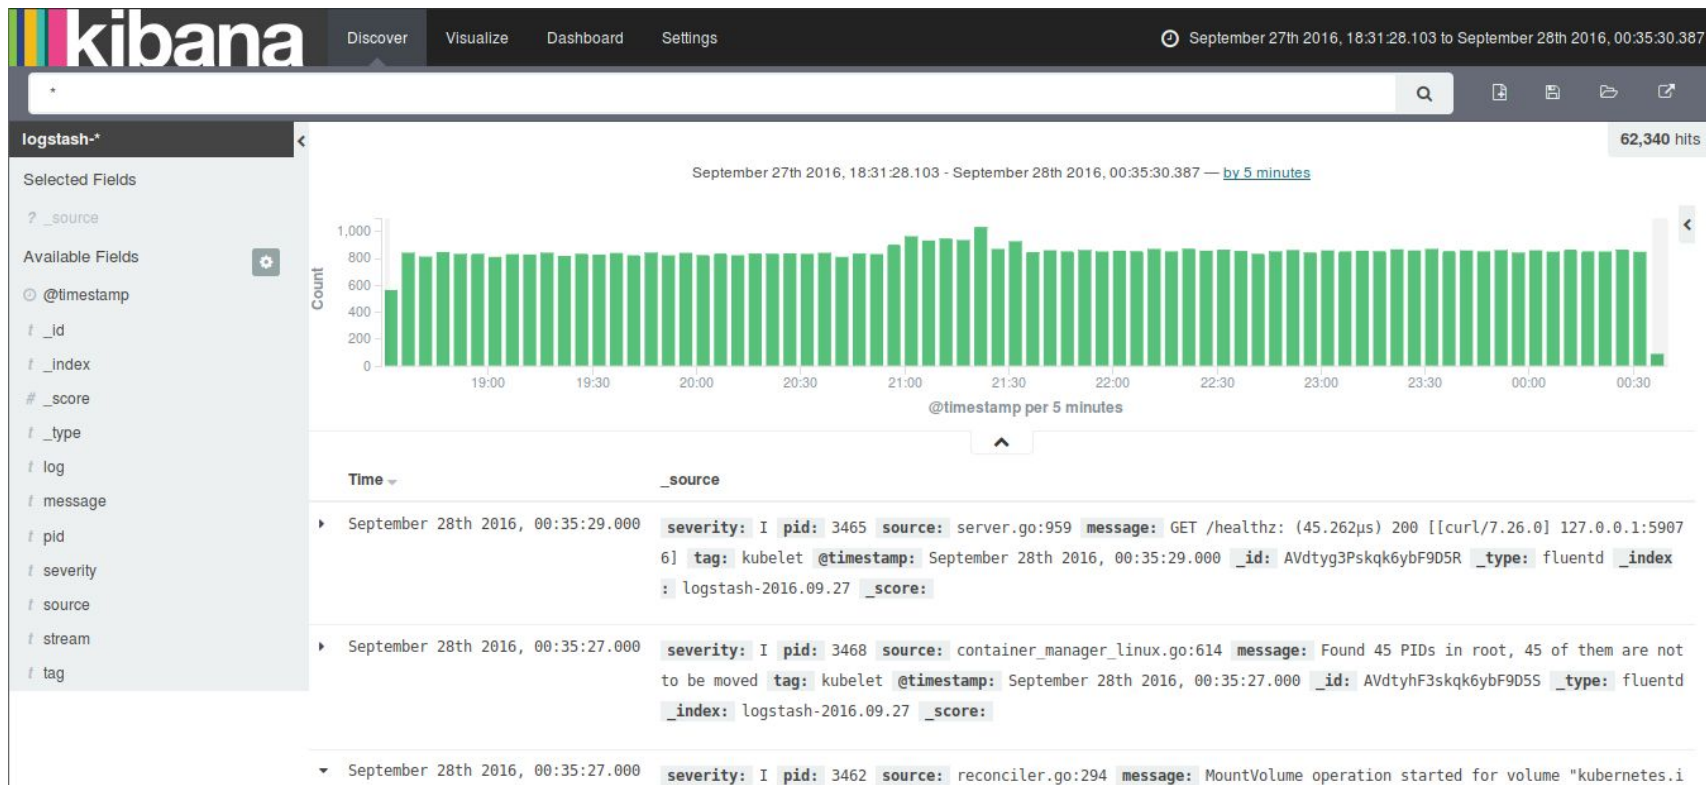 kibana Discover Visualize Dashboard Settings September 27th 2016, 18:31:28.103 to September 28th 2016, 00:35:30.387
*
logstash-*
62,340 hits
Selected Fields
? _source
Available Fields
@timestamp
t _id
t _index
# _score
t _type
t log
t message
t pid
t severity
t source
t stream
t tag
September 27th 2016, 18:31:28.103 - September 28th 2016, 00:35:30.387 — by 5 minutes
Count
1,000
800
600
400
200
0
19:00 19:30 20:00 20:30 21:00 21:30 22:00 22:30 23:00 23:30 00:00 00:30
@timestamp per 5 minutes
Time _source
September 28th 2016, 00:35:29.000 severity: I pid: 3465 source: server.go:959 message: GET /healthz: (45.262µs) 200 [[curl/7.26.0] 127.0.0.1:5907
6] tag: kubelet @timestamp: September 28th 2016, 00:35:29.000 _id: AVdtyg3Pskqk6ybF9D5R _type: fluentd _index
: logstash-2016.09.27 _score:
September 28th 2016, 00:35:27.000 severity: I pid: 3468 source: container_manager_linux.go:614 message: Found 45 PIDs in root, 45 of them are not
to be moved tag: kubelet @timestamp: September 28th 2016, 00:35:27.000 _id: AVdtyhF3skqk6ybF9D5S _type: fluentd
_index: logstash-2016.09.27 _score:
September 28th 2016, 00:35:27.000 severity: I pid: 3462 source: reconciler.go:294 message: MountVolume operation started for volume "kubernetes.i